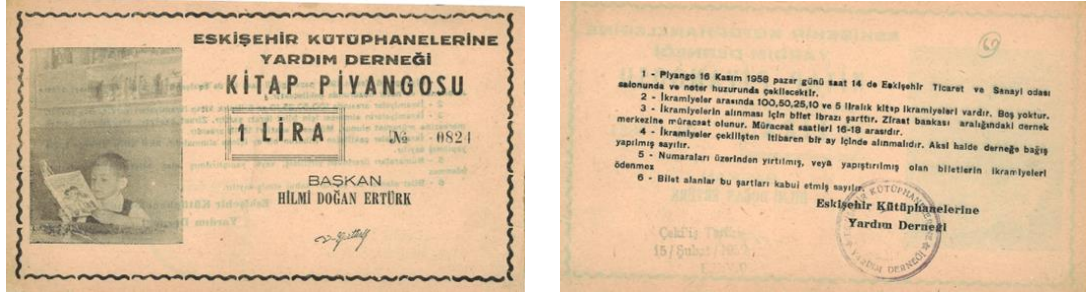 ESKİŞEHİR KÜTÜPHANELERİNE
YARDIM DERNEĞİ
KİTAP PİYANGOSU
1 LİRA
№ 0824
BAŞKAN
HİLMİ DOĞAN ERTÜRK
69
1 - Piyango 16 Kasım 1958 pazar günü saat 14 de Eskişehir Ticaret ve Sanayi odası
salonunda ve noter huzurunda çekilecektir.
2 - İkramiyeler arasında 100,50,25,10 ve 5 liralık kitap ikramiyeleri vardır. Boş yoktur.
3 - İkramiyelerin alınması için bilet ibrazı şarttır. Ziraat bankası aralığındaki dernek
merkezine müracaat olunur. Müracaat saatleri 16-18 arasıdır.
4 - İkramiyeler çekilişten itibaren bir ay içinde alınmalıdır. Aksi halde derneğe bağış
yapılmış sayılır.
5 - Numaraları üzerinden yırtılmış, veya yapıştırılmış olan biletlerin ikramiyeleri
ödenmez
6 - Bilet alanlar bu şartları kabul etmiş sayılır.
Eskişehir Kütüphanelerine
Yardım Derneği
15 / Şubat /